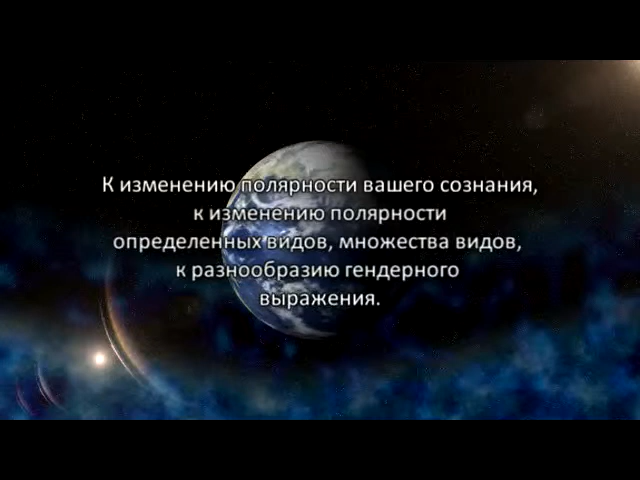 К изменению полярности вашего сознания,
к изменению полярности
определенных видов, множества видов,
к разнообразию гендерного
выражения.